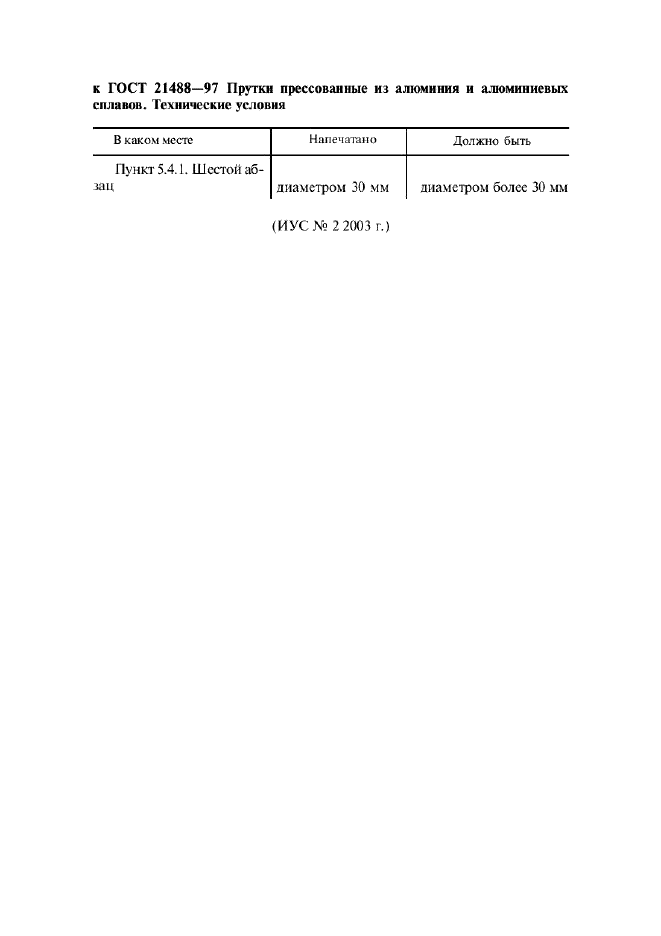 к ГОСТ 21488—97 Прутки прессованные из алюминия и алюминиевых
сплавов. Технические условия
В каком месте Напечатано Должно быть
Пункт 5.4.1. Шестой аб-
зац диаметром 30 мм диаметром более 30 мм
(ИУС № 2 2003 г.)